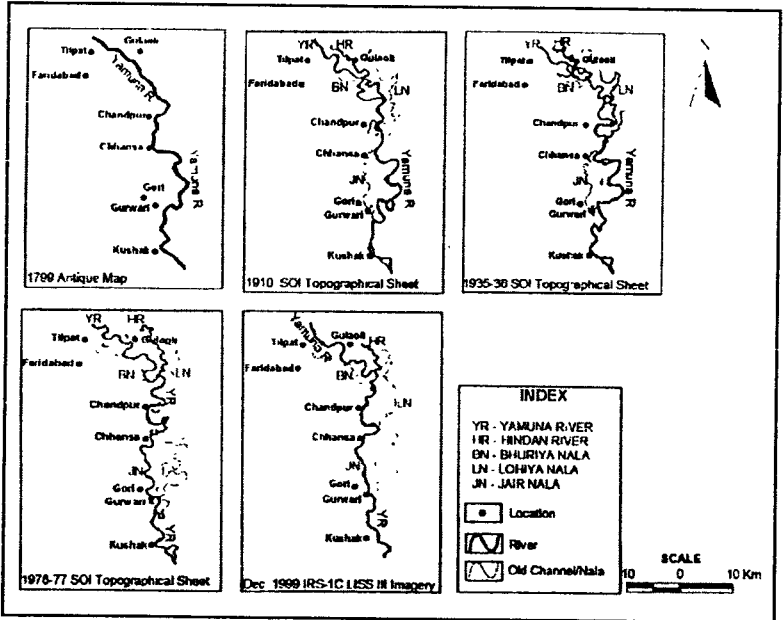 Gulaoli
Tilpat
Yamuna R
Faridabad
Chandpur
Chhansa
Yamuna R
Gori
Gurwari
Kushak
1799 Antique Map
YR
HR
Tilpat
Gulaoli
Faridabad
BN
LN
Chandpur
Chhansa
JN
Yamuna R
Gori
Gurwari
Kushak
1910 SOI Topographical Sheet
YR
HR
Tilpat
Gulaoli
Faridabad
BN
LN
Chandpur
Chhansa
Yamuna R
JN
Gori
Gurwari
Kushak
1935-36 SOI Topographical Sheet
YR
HR
Tilpat
Gulaoli
Faridabad
BN
LN
YR
Chandpur
Chhansa
JN
Gori
Gurwari
YR
Kushak
1976-77 SOI Topographical Sheet
Yamuna R
Gulaoli
HR
Tilpat
BN
Faridabad
LN
Chandpur
Chhansa
JN
Gori
Gurwari
YR
Kushak
Dec 1999 IRS-1C LISS III Imagery
INDEX
YR - YAMUNA RIVER
HR - HINDAN RIVER
BN - BHURIYA NALA
LN - LOHIYA NALA
JN - JAIR NALA
Location
River
Old Channel/Nala
SCALE
10 0 10 Km